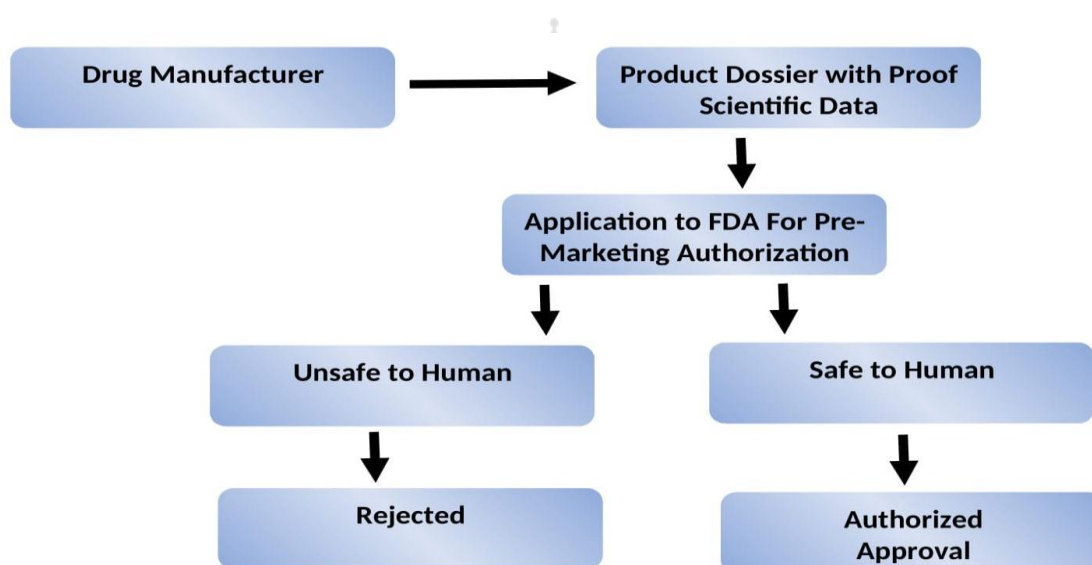 Drug Manufacturer
Product Dossier with Proof
Scientific Data
Application to FDA For Pre-
Marketing Authorization
Unsafe to Human
Safe to Human
Rejected
Authorized
Approval